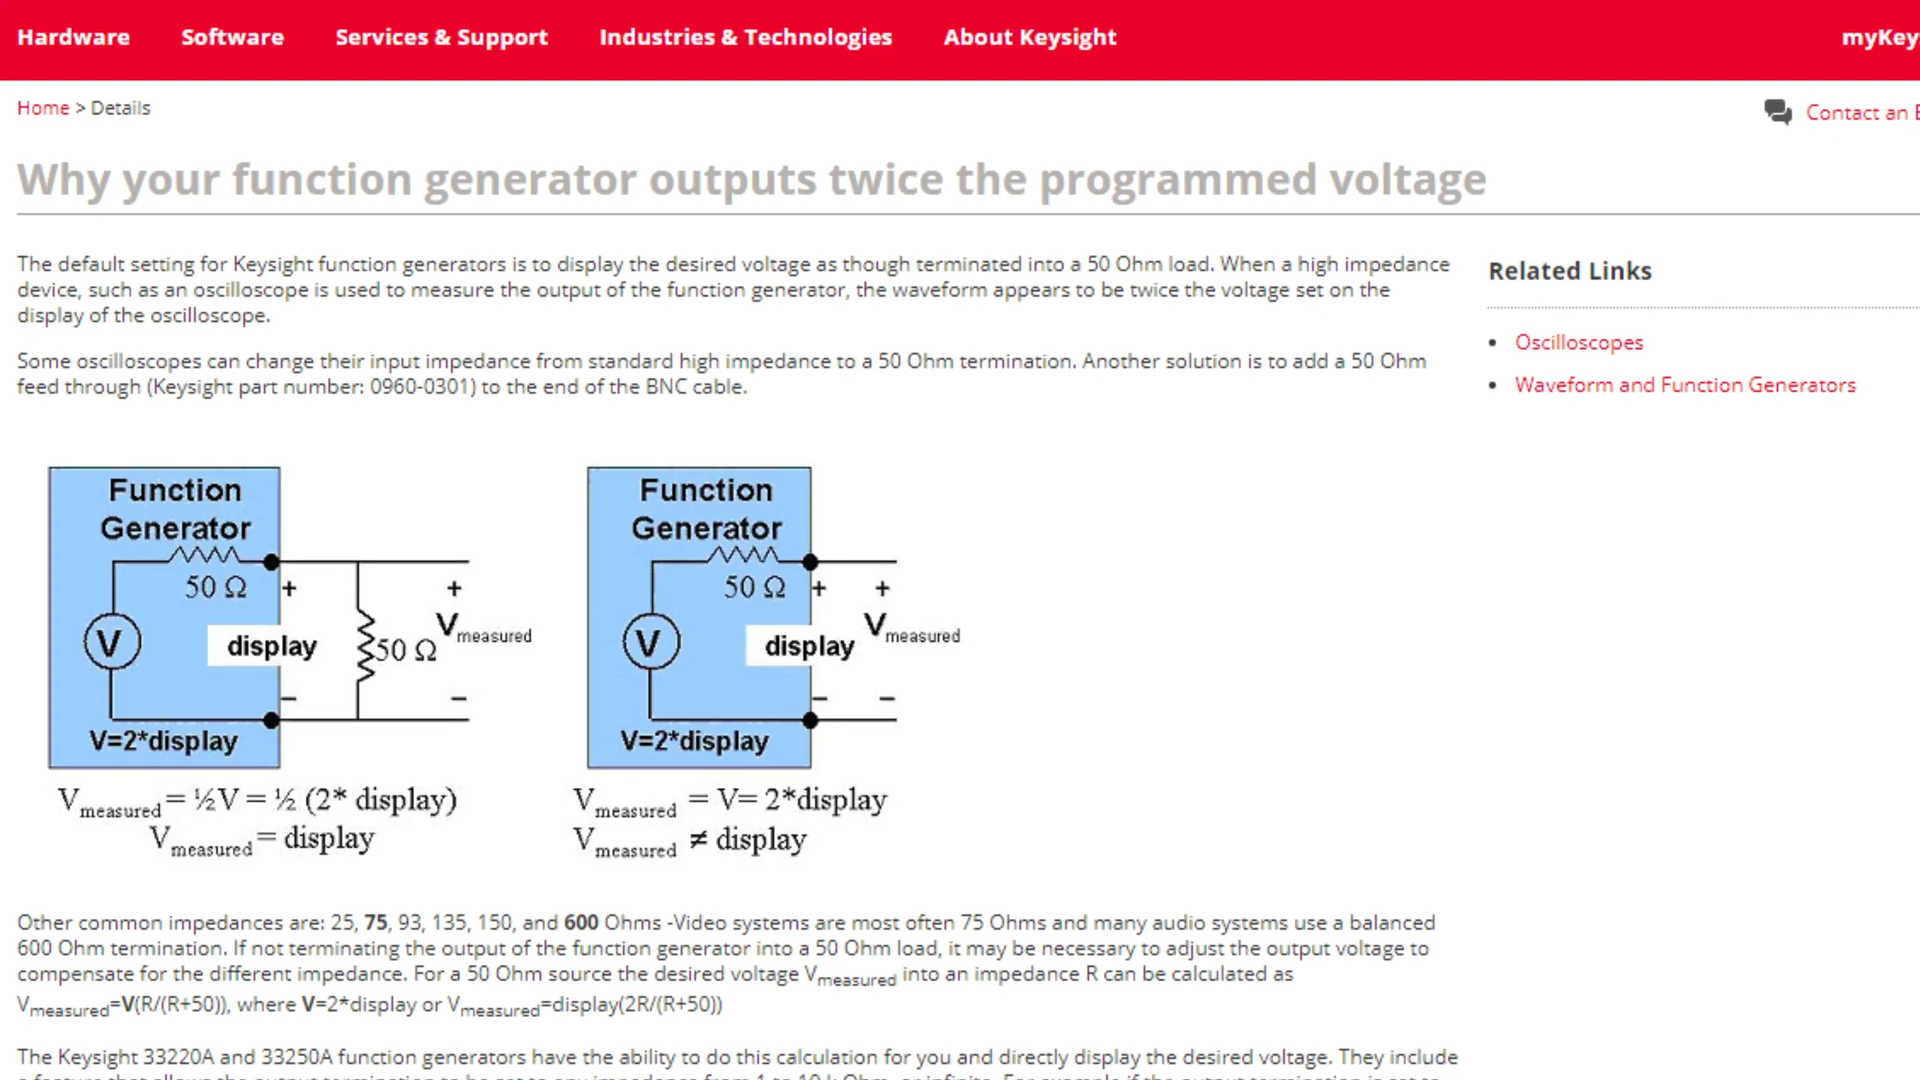 Hardware Software Services & Support Industries & Technologies About Keysight myKey
Home > Details
Contact an
Why your function generator outputs twice the programmed voltage
The default setting for Keysight function generators is to display the desired voltage as though terminated into a 50 Ohm load. When a high impedance
device, such as an oscilloscope is used to measure the output of the function generator, the waveform appears to be twice the voltage set on the
display of the oscilloscope.
Some oscilloscopes can change their input impedance from standard high impedance to a 50 Ohm termination. Another solution is to add a 50 Ohm
feed through (Keysight part number: 0960-0301) to the end of the BNC cable.
Related Links
• Oscilloscopes
• Waveform and Function Generators
Function
Generator
50 Ω
+ +
V
display
50 Ω
Vmeasured
− −
V=2*display
Vmeasured = ½V = ½ (2* display)
Vmeasured = display
Function
Generator
50 Ω
+ +
V
display
Vmeasured
− −
V=2*display
Vmeasured = V= 2*display
Vmeasured ≠ display
Other common impedances are: 25, 75, 93, 135, 150, and 600 Ohms -Video systems are most often 75 Ohms and many audio systems use a balanced
600 Ohm termination. If not terminating the output of the function generator into a 50 Ohm load, it may be necessary to adjust the output voltage to
compensate for the different impedance. For a 50 Ohm source the desired voltage Vmeasured into an impedance R can be calculated as
Vmeasured=V(R/(R+50)), where V=2*display or Vmeasured=display(2R/(R+50))
The Keysight 33220A and 33250A function generators have the ability to do this calculation for you and directly display the desired voltage. They include